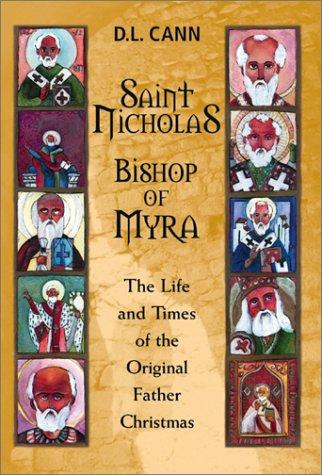 D.L. CANN
SAINT
NICHOLAS
BISHOP
OF
MYRA
The Life
and Times
of the
Original
Father
Christmas